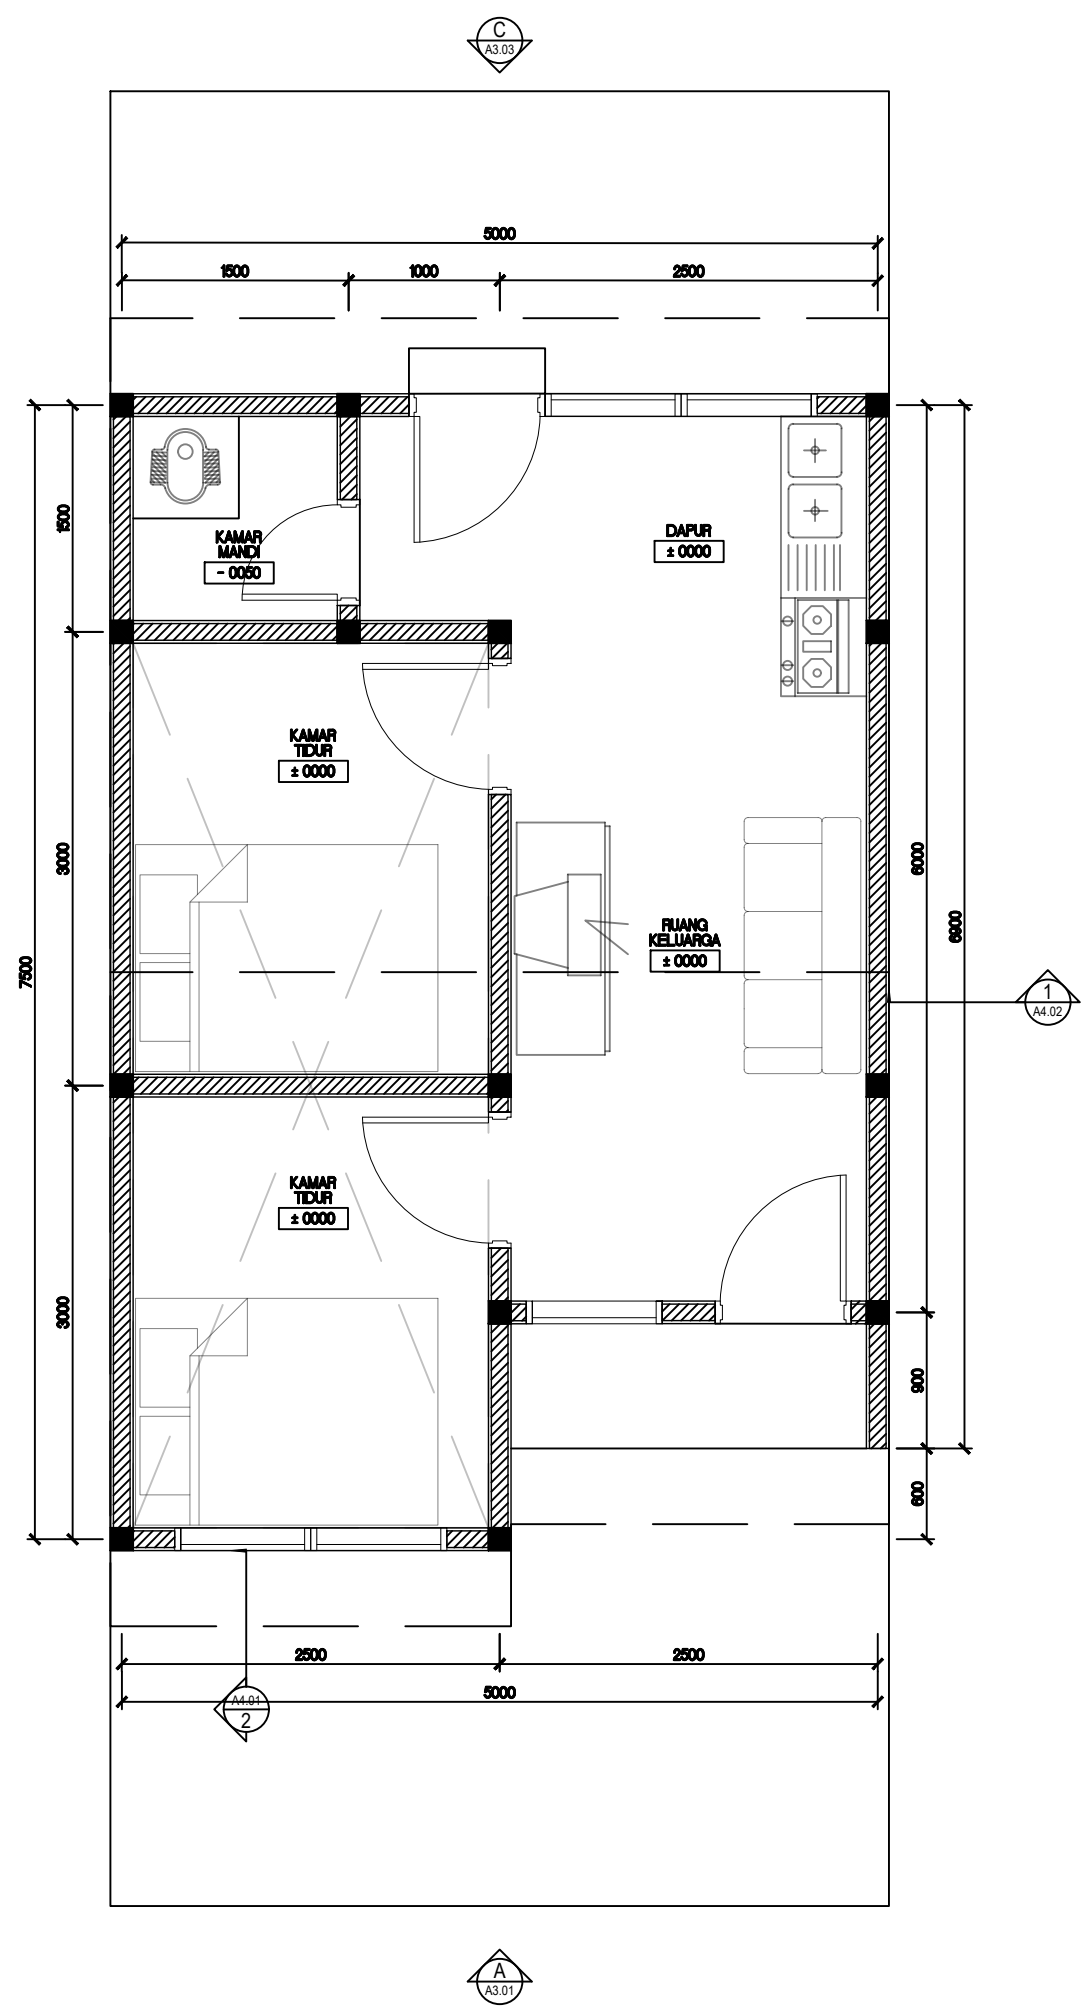 C
A3.03
5000
1500
1000
2500
1500
KAMAR
MANDI
- 0050
DAPUR
± 0000
KAMAR
TIDUR
± 0000
3000
6000
RUANG
KELUARGA
± 0000
6900
7500
1
A4.02
KAMAR
TIDUR
± 0000
3000
900
600
2500
2500
5000
A4.01
2
A
A3.01